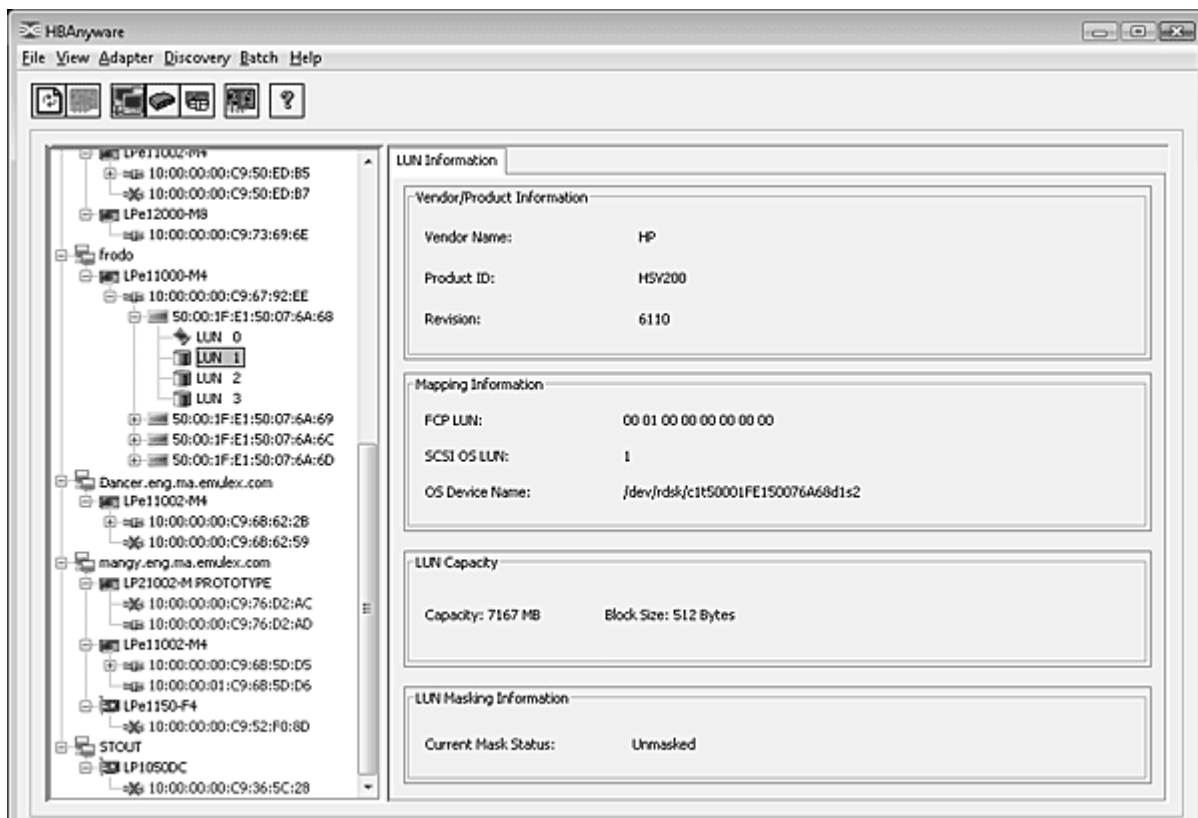 HBAnyware
File View Adapter Discovery Batch Help
LPe11002-M4
10:00:00:00:C9:50:ED:B5
10:00:00:00:C9:50:ED:B7
LPe12000-M8
10:00:00:00:C9:73:69:6E
frodo
LPe11000-M4
10:00:00:00:C9:67:92:EE
50:00:1F:E1:50:07:6A:68
LUN 0
LUN 1
LUN 2
LUN 3
50:00:1F:E1:50:07:6A:69
50:00:1F:E1:50:07:6A:6C
50:00:1F:E1:50:07:6A:6D
Dancer.eng.ma.emulex.com
LPe11002-M4
10:00:00:00:C9:6B:62:2B
10:00:00:00:C9:6B:62:59
mangy.eng.ma.emulex.com
LP21002-M PROTOTYPE
10:00:00:00:C9:76:D2:AC
10:00:00:00:C9:76:D2:AD
LPe11002-M4
10:00:00:00:C9:6B:5D:D5
10:00:00:01:C9:6B:5D:D6
LPe1150-F4
10:00:00:00:C9:52:F0:8D
STOUT
LP1050DC
10:00:00:00:C9:36:5C:28
LUN Information
Vendor/Product Information
Vendor Name: HP
Product ID: HSV200
Revision: 6110
Mapping Information
FCP LUN: 00 01 00 00 00 00 00 00
SCSI OS LUN: 1
OS Device Name: /dev/rdsk/c1t50001FE150076A68d1s2
LUN Capacity
Capacity: 7167 MB Block Size: 512 Bytes
LUN Masking Information
Current Mask Status: Unmasked